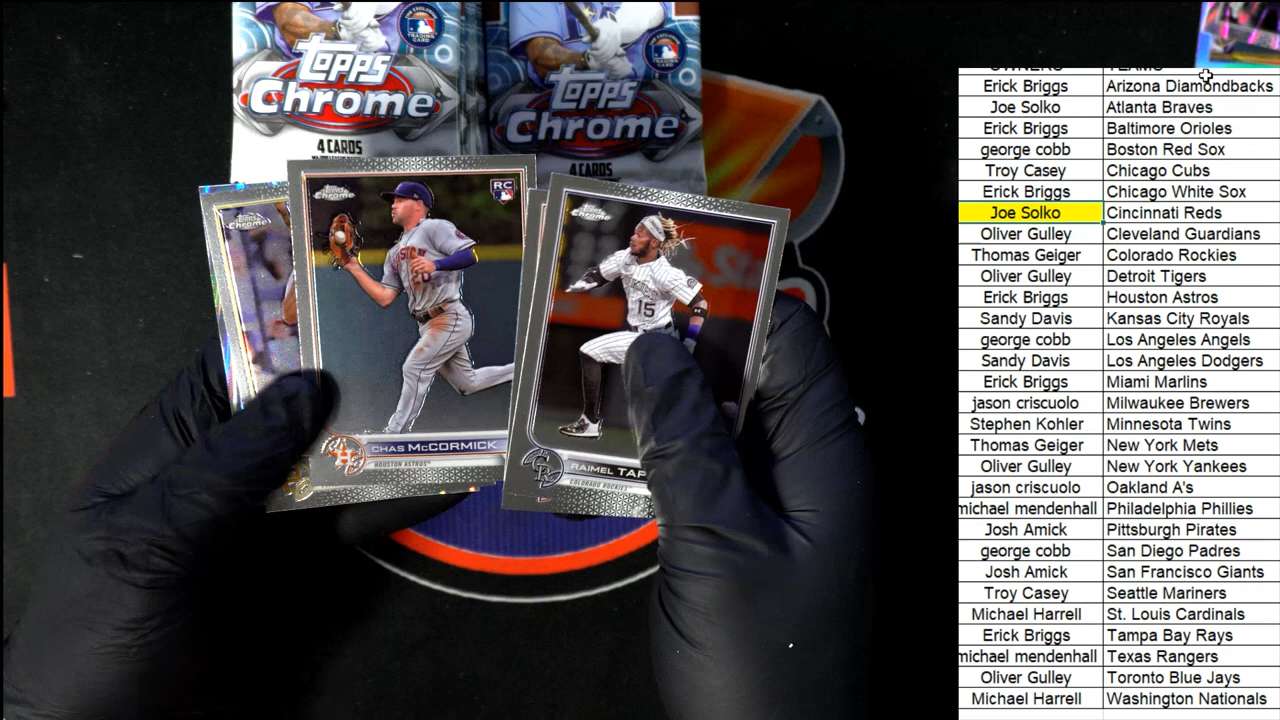 Topps
Chrome
4 CARDS
Topps
Chrome
4 CARDS
Topps
Chrome
Topps
Chrome
RC
20
CHAS McCORMICK
HOUSTON ASTROS
Topps
Chrome
15
RAIMEL TAP
COLORADO ROCKIES
OWNERS TEAMS
Erick Briggs Arizona Diamondbacks
Joe Solko Atlanta Braves
Erick Briggs Baltimore Orioles
george cobb Boston Red Sox
Troy Casey Chicago Cubs
Erick Briggs Chicago White Sox
Joe Solko Cincinnati Reds
Oliver Gulley Cleveland Guardians
Thomas Geiger Colorado Rockies
Oliver Gulley Detroit Tigers
Erick Briggs Houston Astros
Sandy Davis Kansas City Royals
george cobb Los Angeles Angels
Sandy Davis Los Angeles Dodgers
Erick Briggs Miami Marlins
jason criscuolo Milwaukee Brewers
Stephen Kohler Minnesota Twins
Thomas Geiger New York Mets
Oliver Gulley New York Yankees
jason criscuolo Oakland A's
michael mendenhall Philadelphia Phillies
Josh Amick Pittsburgh Pirates
george cobb San Diego Padres
Josh Amick San Francisco Giants
Troy Casey Seattle Mariners
Michael Harrell St. Louis Cardinals
Erick Briggs Tampa Bay Rays
michael mendenhall Texas Rangers
Oliver Gulley Toronto Blue Jays
Michael Harrell Washington Nationals